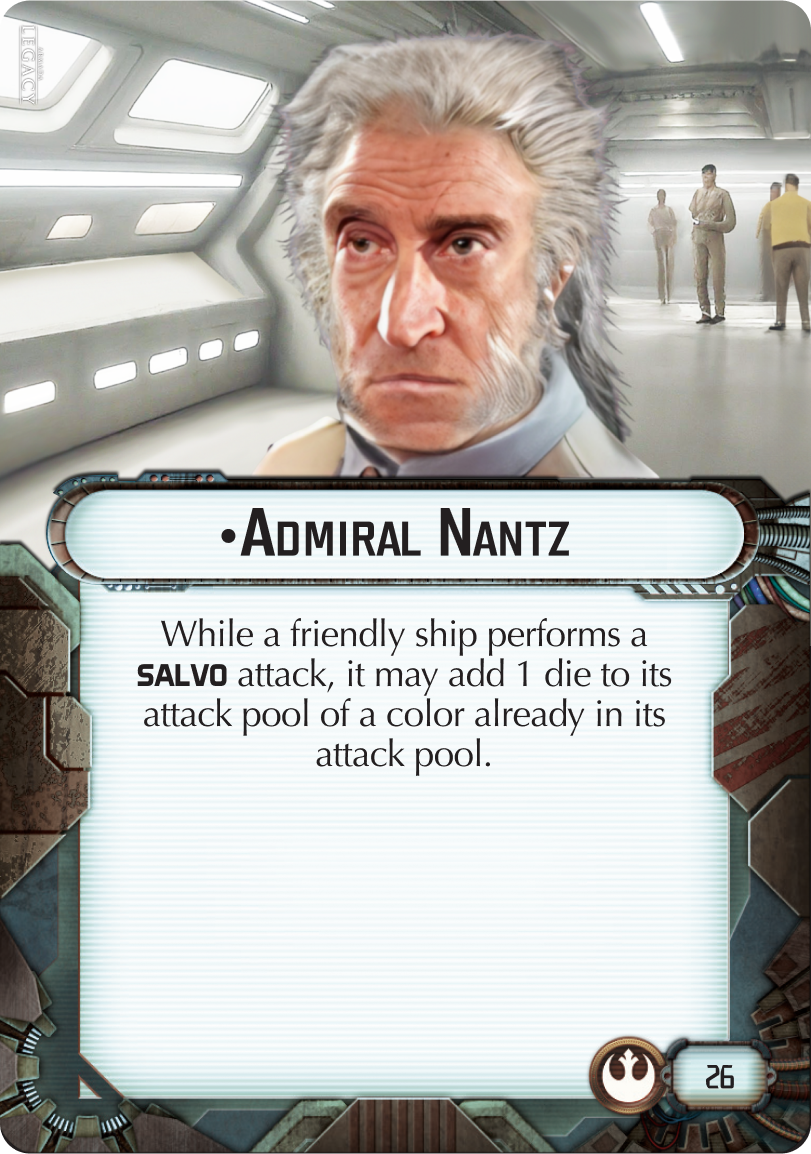 LEGACY
•Admiral Nantz
While a friendly ship performs a
SALVO attack, it may add 1 die to its
attack pool of a color already in its
attack pool.
26